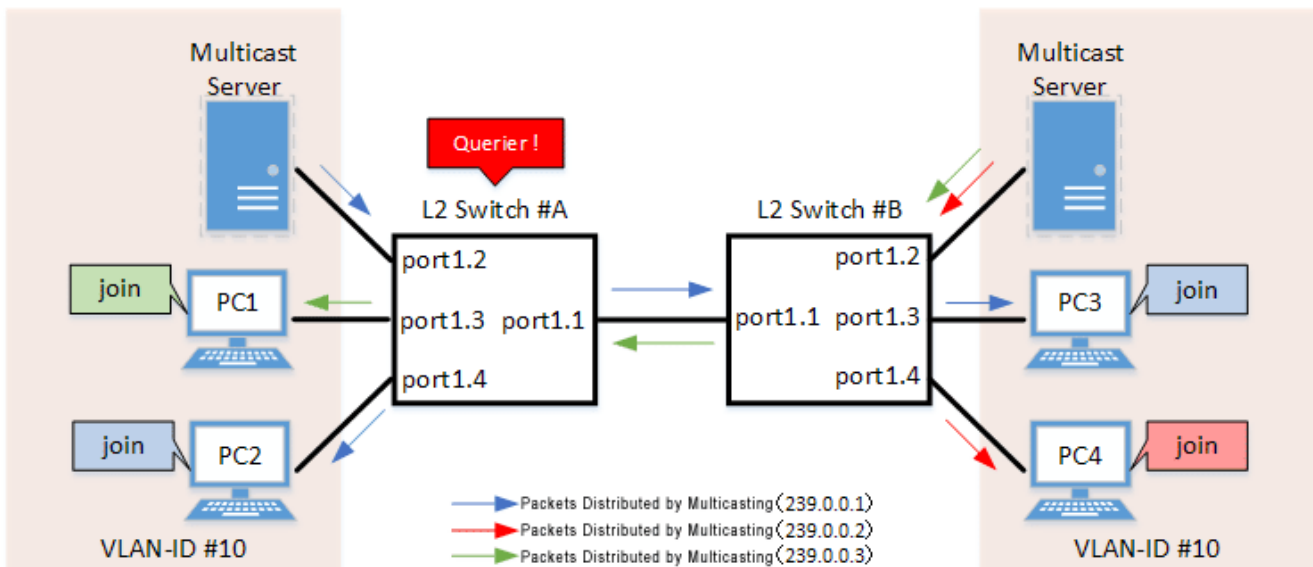 Multicast
Server
Multicast
Server
Querier !
L2 Switch #A
L2 Switch #B
port1.2
port1.2
join
PC1
port1.3
port1.1
port1.1
port1.3
PC3
join
port1.4
port1.4
join
PC2
PC4
join
Packets Distributed by Multicasting(239.0.0.1)
Packets Distributed by Multicasting(239.0.0.2)
Packets Distributed by Multicasting(239.0.0.3)
VLAN-ID #10
VLAN-ID #10